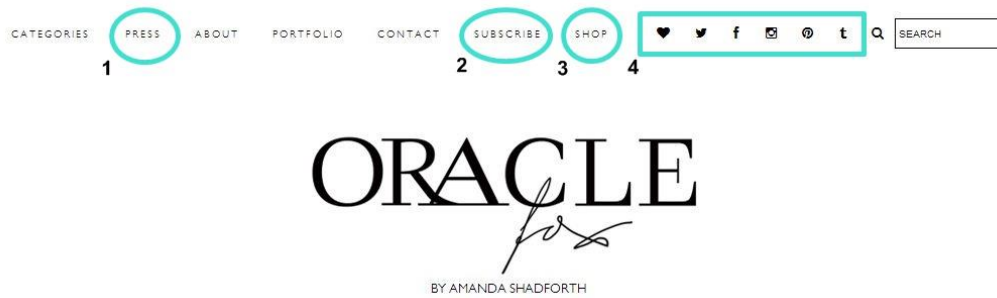 CATEGORIES PRESS ABOUT PORTFOLIO CONTACT SUBSCRIBE SHOP SEARCH
1 2 3 4
ORACLE
fox
BY AMANDA SHADFORTH